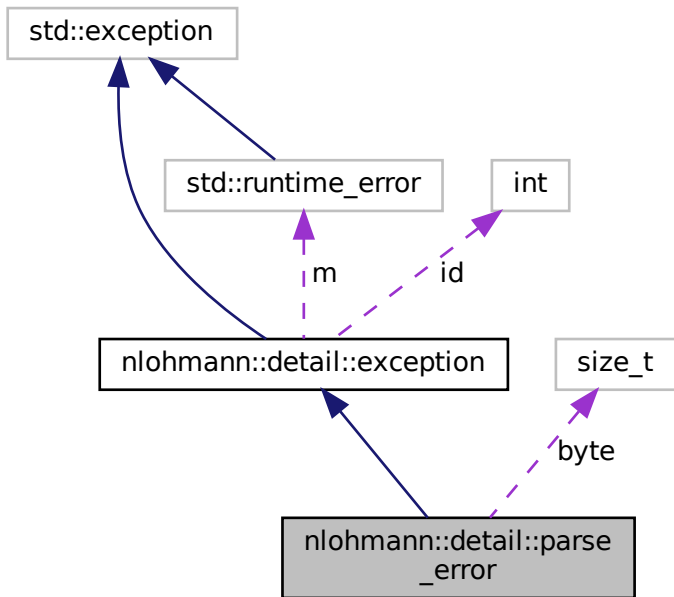 std::exception
std::runtime_error
int
m
id
nlohmann::detail::exception
size_t
byte
nlohmann::detail::parse
_error